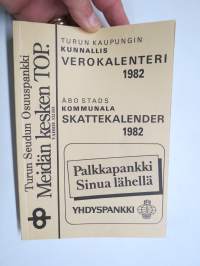 TURUN KAUPUNGIN
KUNNALLIS
VEROKALENTERI
1982
ÅBO STADS
KOMMUNALA
SKATTEKALENDER
1982
Palkkapankki
Sinua lähellä
YHDYSPANKKI
Turun Seudun Osuuspankki
Meidän kesken TOP.